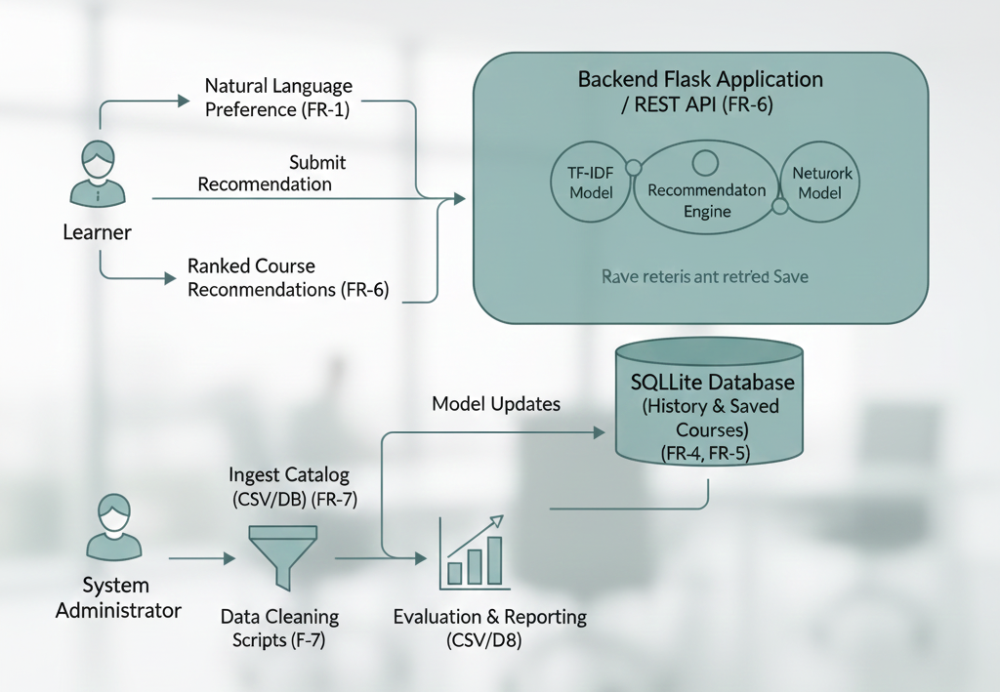 Natural Language
Preference (FR-1)
Submit
Recomendation
Learner
Ranked Course
Reconmendations (FR-6)
Backend Flask Application
/ REST API (FR-6)
TF-IDF
Model
Recommendaton
Engine
Neturork
Model
Rave reteris ant retred Save
SQLLite Database
(History & Saved
Courses)
(FR-4, FR-5)
Model Updates
Ingest Catalog
(CSV/DB) (FR-7)
System
Administrator
Data Cleaning
Scripts (F-7)
Evaluation & Reporting
(CSV/D8)